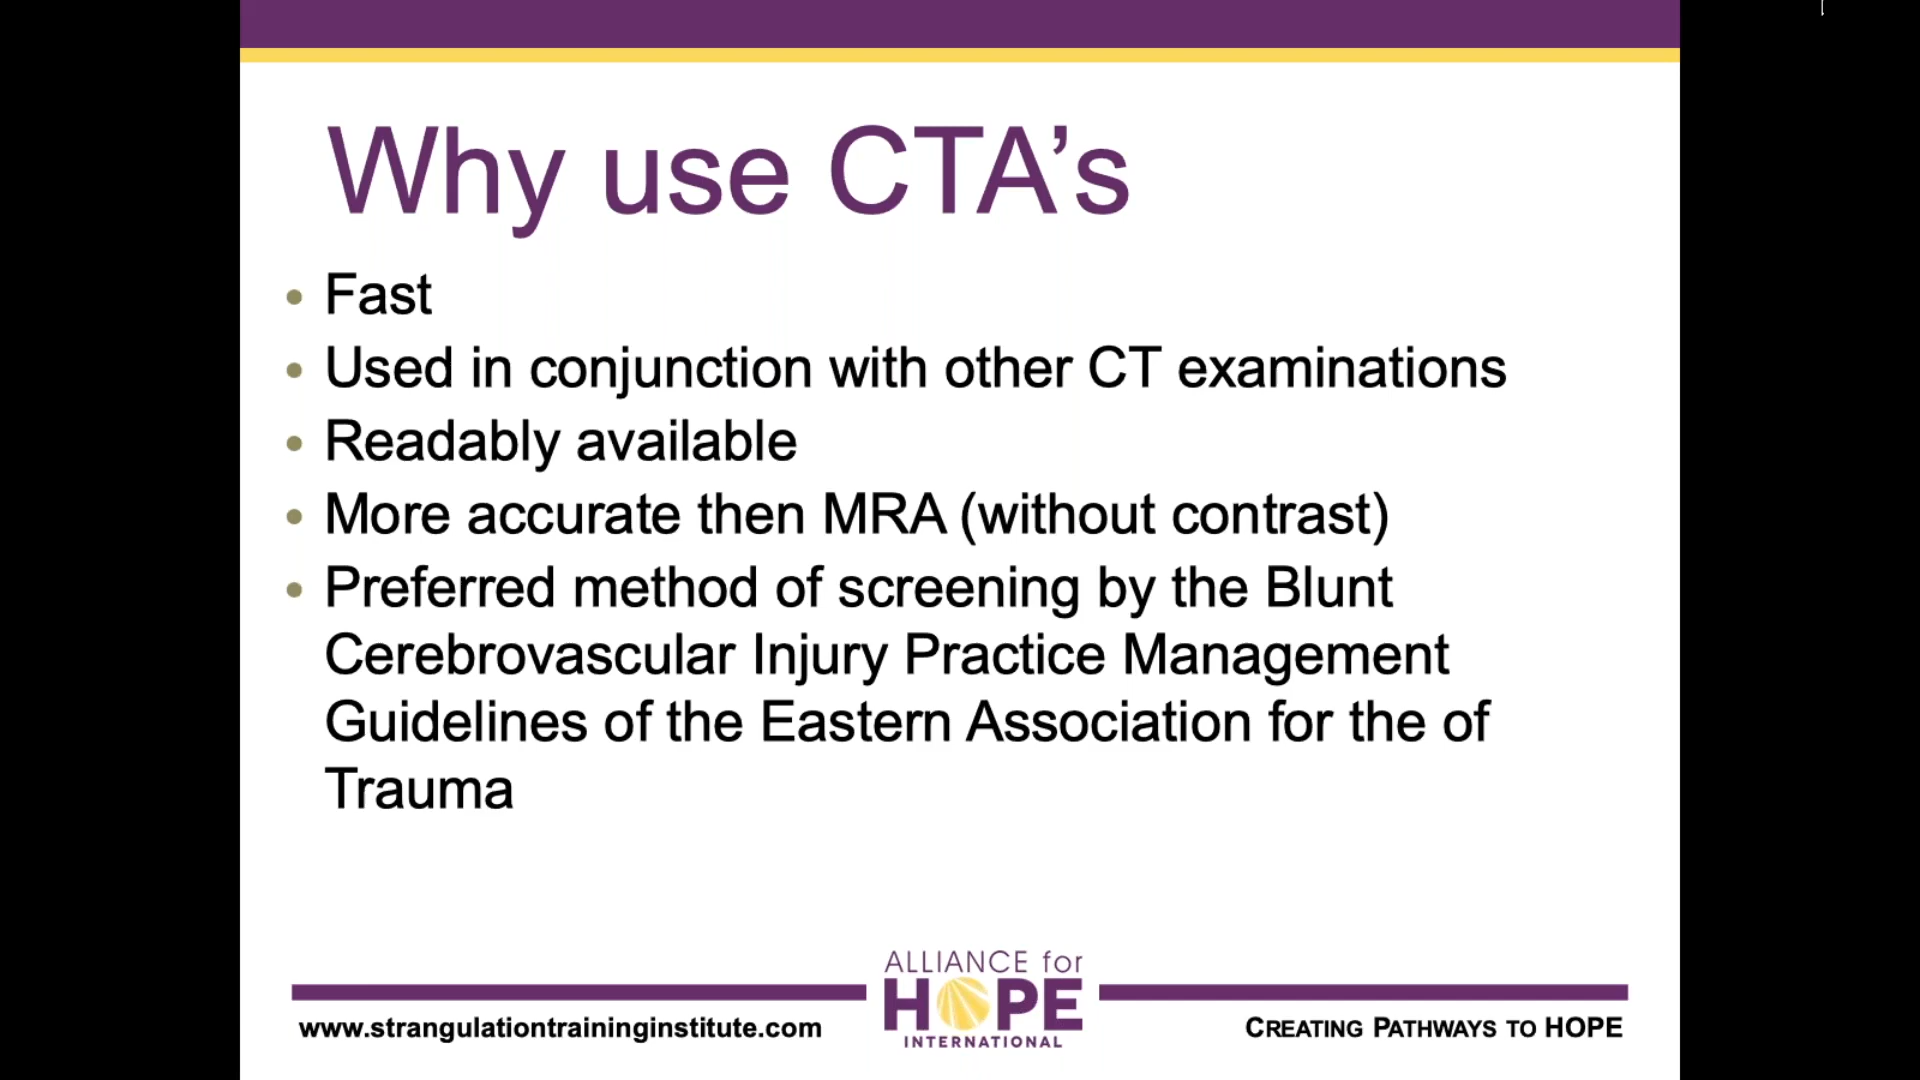 Why use CTA’s
• Fast
• Used in conjunction with other CT examinations
• Readably available
• More accurate then MRA (without contrast)
• Preferred method of screening by the Blunt
Cerebrovascular Injury Practice Management
Guidelines of the Eastern Association for the of
Trauma
ALLIANCE for
HOPE
INTERNATIONAL
www.strangulationtraininginstitute.com
CREATING PATHWAYS TO HOPE